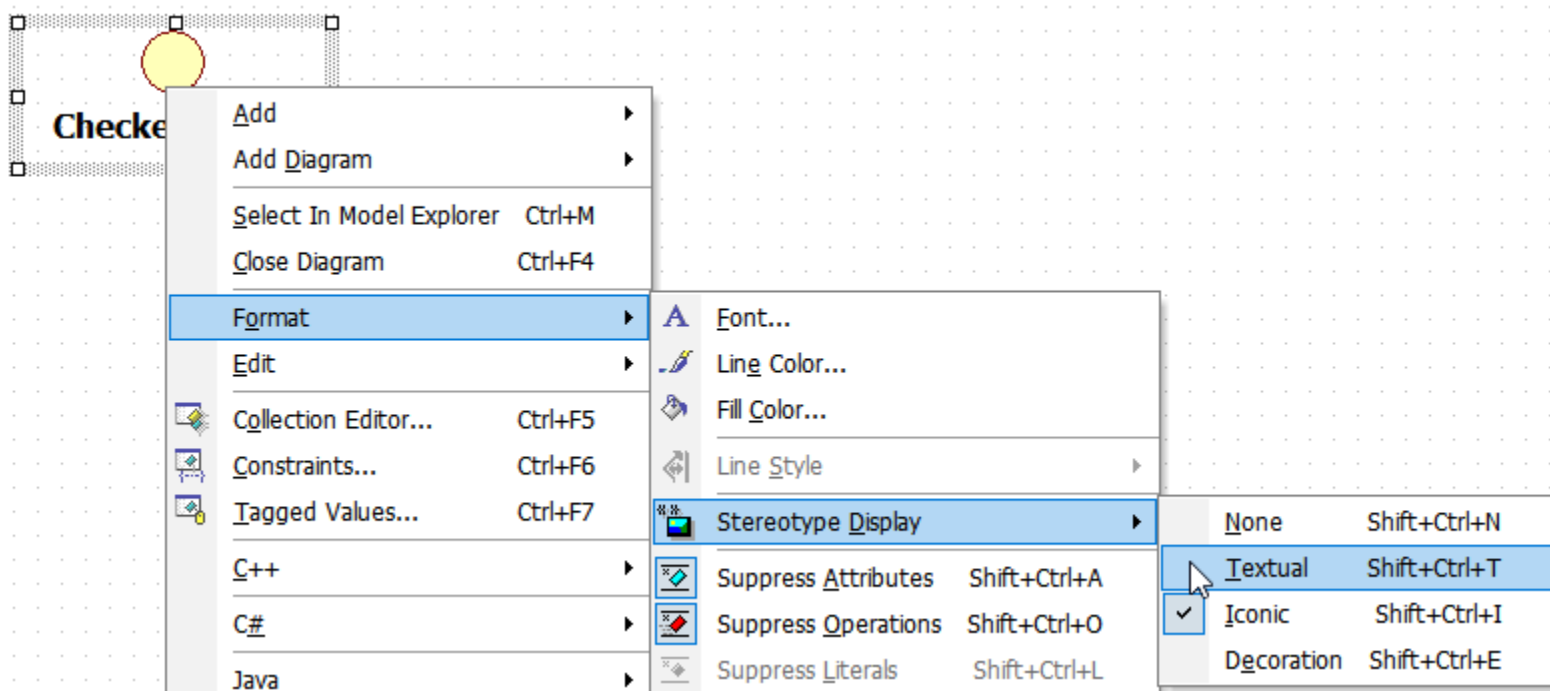 Checke
Add
Add Diagram
Select In Model Explorer Ctrl+M
Close Diagram Ctrl+F4
Format
Edit
Collection Editor... Ctrl+F5
Constraints... Ctrl+F6
Tagged Values... Ctrl+F7
C++
C#
Java
A Font...
Line Color...
Fill Color...
Line Style
Stereotype Display
Suppress Attributes Shift+Ctrl+A
Suppress Operations Shift+Ctrl+O
Suppress Literals Shift+Ctrl+L
None Shift+Ctrl+N
Textual Shift+Ctrl+T
Iconic Shift+Ctrl+I
Decoration Shift+Ctrl+E